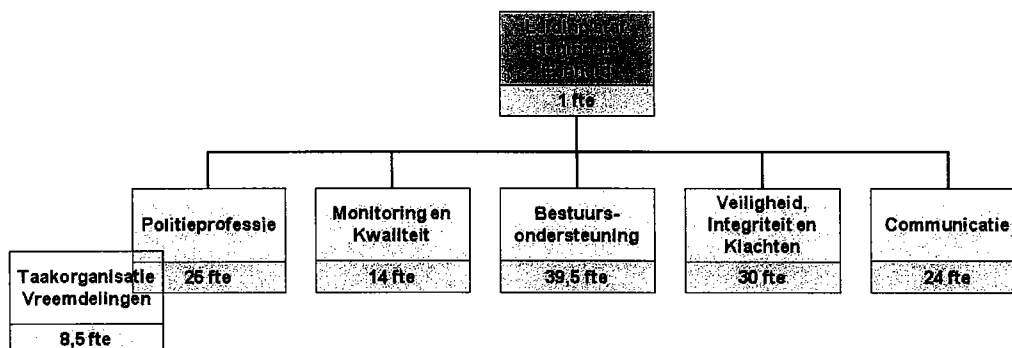 1 fte
Politieprofessie
25 fte
Monitoring en
Kwaliteit
14 fte
Bestuurs-
ondersteuning
39,5 fte
Veiligheid,
Integriteit en
Klachten
30 fte
Communicatie
24 fte
Taakorganisatie
Vreemdelingen
8,5 fte